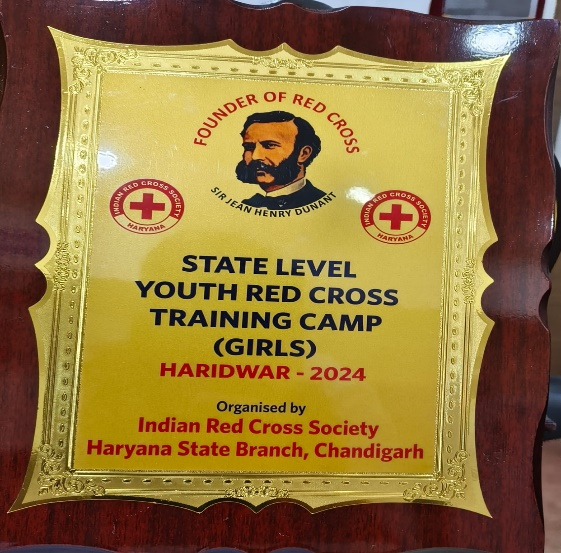 FOUNDER OF RED CROSS
SIR JEAN HENRY DUNANT
INDIAN RED CROSS SOCIETY
HARYANA
INDIAN RED CROSS SOCIETY
HARYANA
STATE LEVEL
YOUTH RED CROSS
TRAINING CAMP
(GIRLS)
HARIDWAR - 2024
Organised by
Indian Red Cross Society
Haryana State Branch, Chandigarh